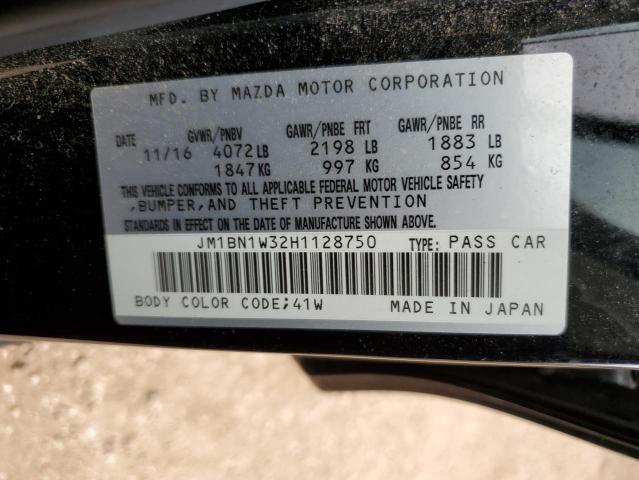 MFD. BY MAZDA MOTOR CORPORATION
DATE GVWR/PNBV GAWR/PNBE FRT GAWR/PNBE RR
11/16 4072 LB 2198 LB 1883 LB
1847 KG 997 KG 854 KG
THIS VEHICLE CONFORMS TO ALL APPLICABLE FEDERAL MOTOR VEHICLE SAFETY
,BUMPER,AND THEFT PREVENTION
STANDARDS IN EFFECT ON THE DATE OF MANUFACTURE SHOWN ABOVE.
JM1BN1W32H1128750 TYPE: PASS CAR
BODY COLOR CODE;41W MADE IN JAPAN